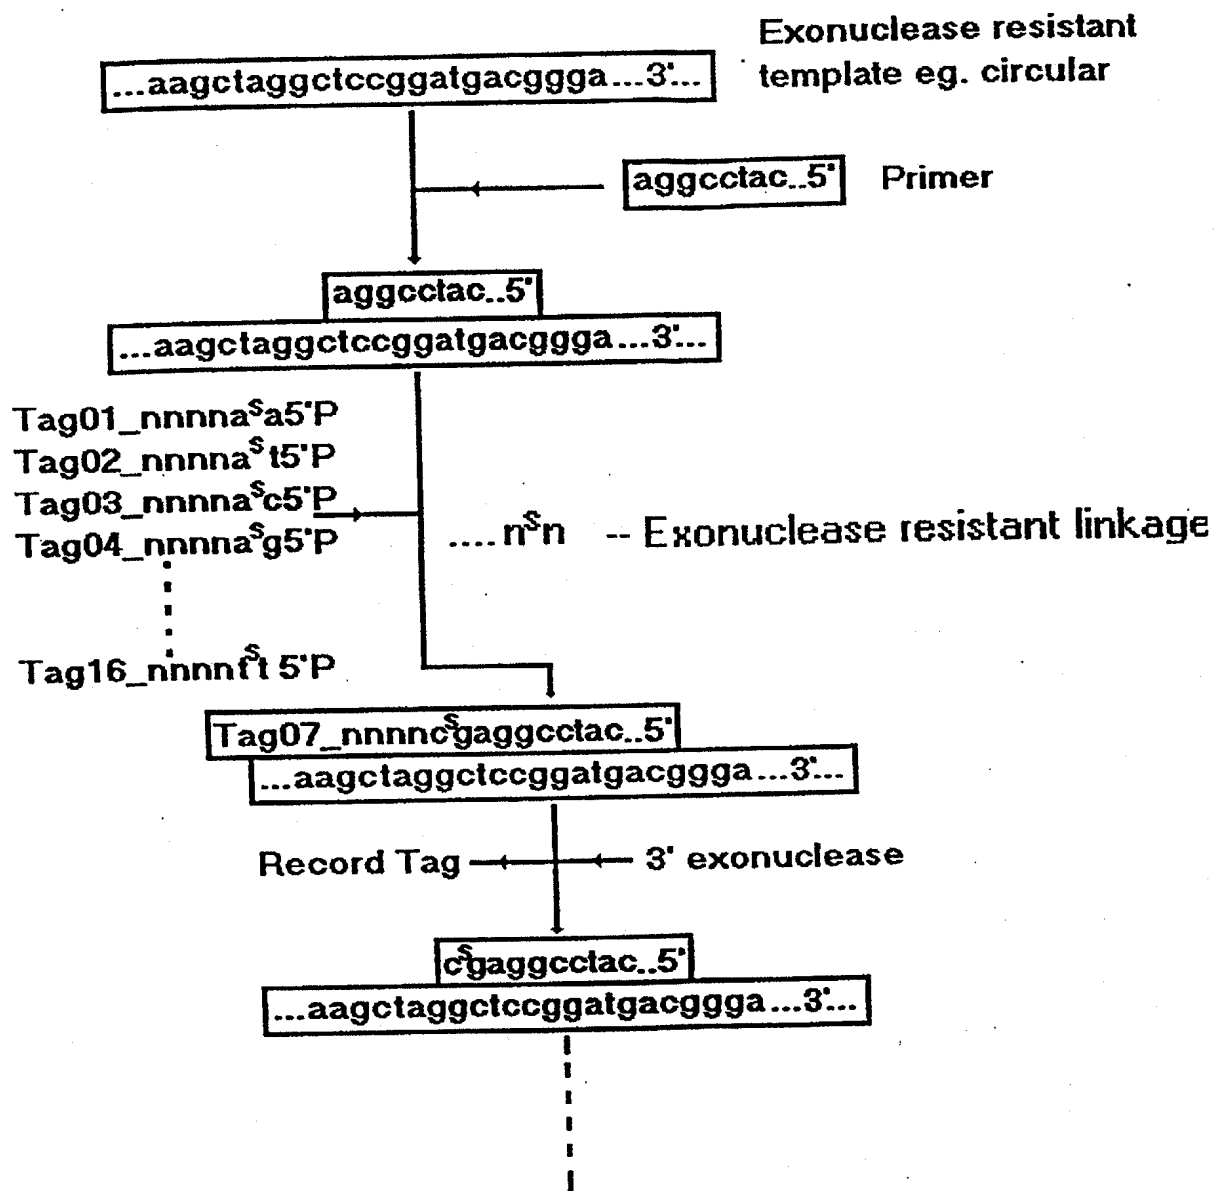 Exonuclease resistant
template eg. circular
...aagctaggctccggatgacggga...3'...
aggcctac..5'
Primer
aggcctac..5'
...aagctaggctccggatgacggga...3'...
Tag01_nnnnaˢa5'P
Tag02_nnnnaˢt5'P
Tag03_nnnnaˢc5'P
Tag04_nnnnaˢg5'P
....nˢn -- Exonuclease resistant linkage
Tag16_nnnntˢt 5'P
Tag07_nnnncˢgaggcctac..5'
...aagctaggctccggatgacggga...3'...
Record Tag
3' exonuclease
cˢgaggcctac..5'
...aagctaggctccggatgacggga...3'...